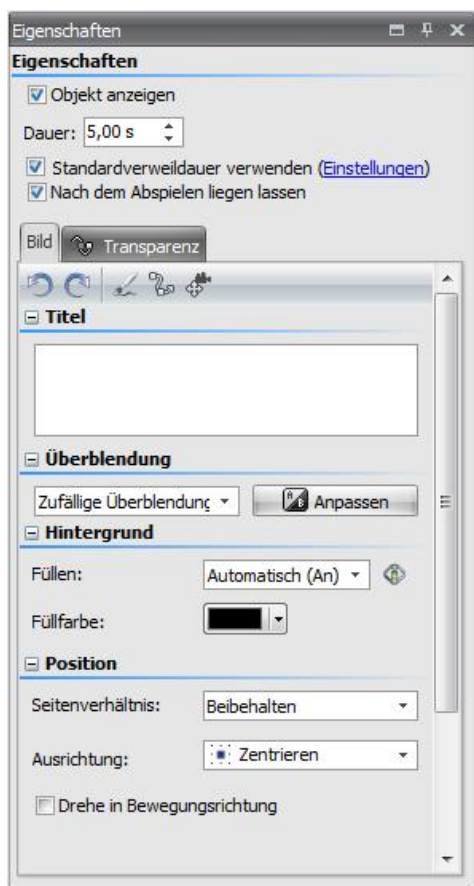 Eigenschaften
Eigenschaften
Objekt anzeigen
Dauer: 5,00 s
Standardverweildauer verwenden (Einstellungen)
Nach dem Abspielen liegen lassen
Bild Transparenz
Titel
Überblendung
Zufällige Überblendung Anpassen
Hintergrund
Füllen: Automatisch (An)
Füllfarbe:
Position
Seitenverhältnis: Beibehalten
Ausrichtung: Zentrieren
Drehe in Bewegungsrichtung